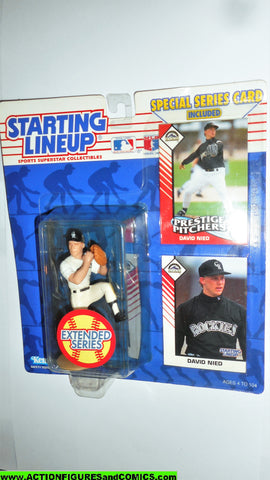 STARTING
LINEUP
SPORTS SUPERSTAR COLLECTIBLES
SPECIAL SERIES CARD
INCLUDED
PRESTIGE
PITCHERS
DAVID NIED
ROCKIES
DAVID NIED
EXTENDED
SERIES
AGES 4 TO 104
www.ACTIONFIGURESandCOMICS.com